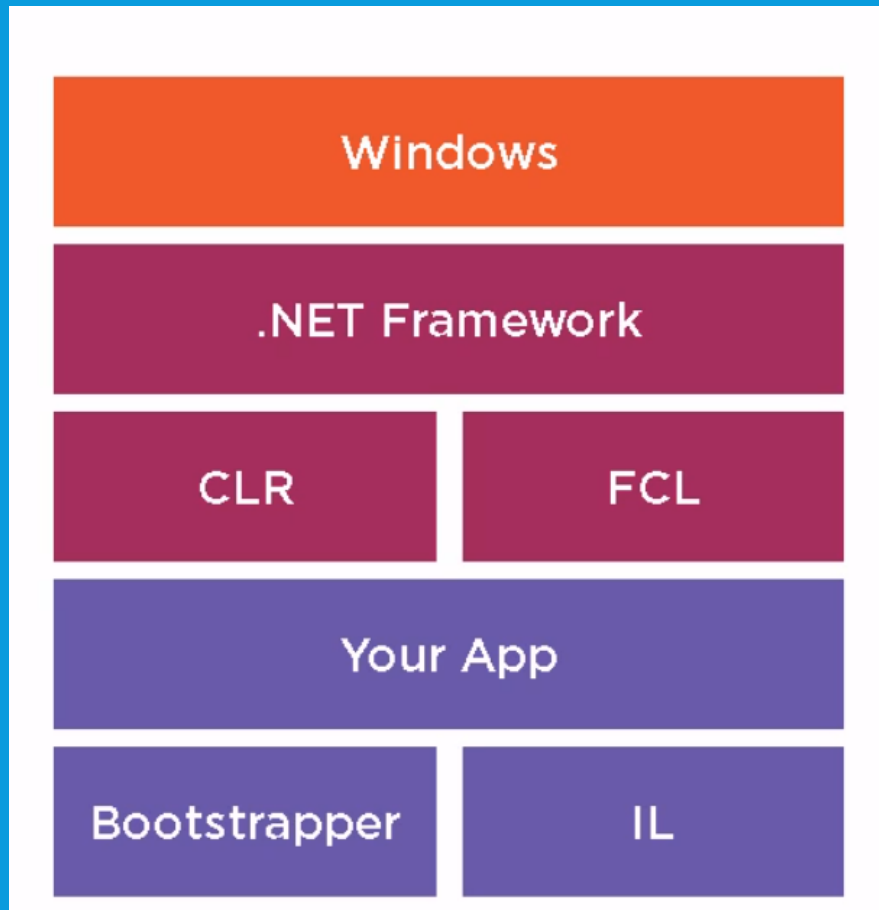 Windows
.NET Framework
CLR
FCL
Your App
Bootstrapper
IL